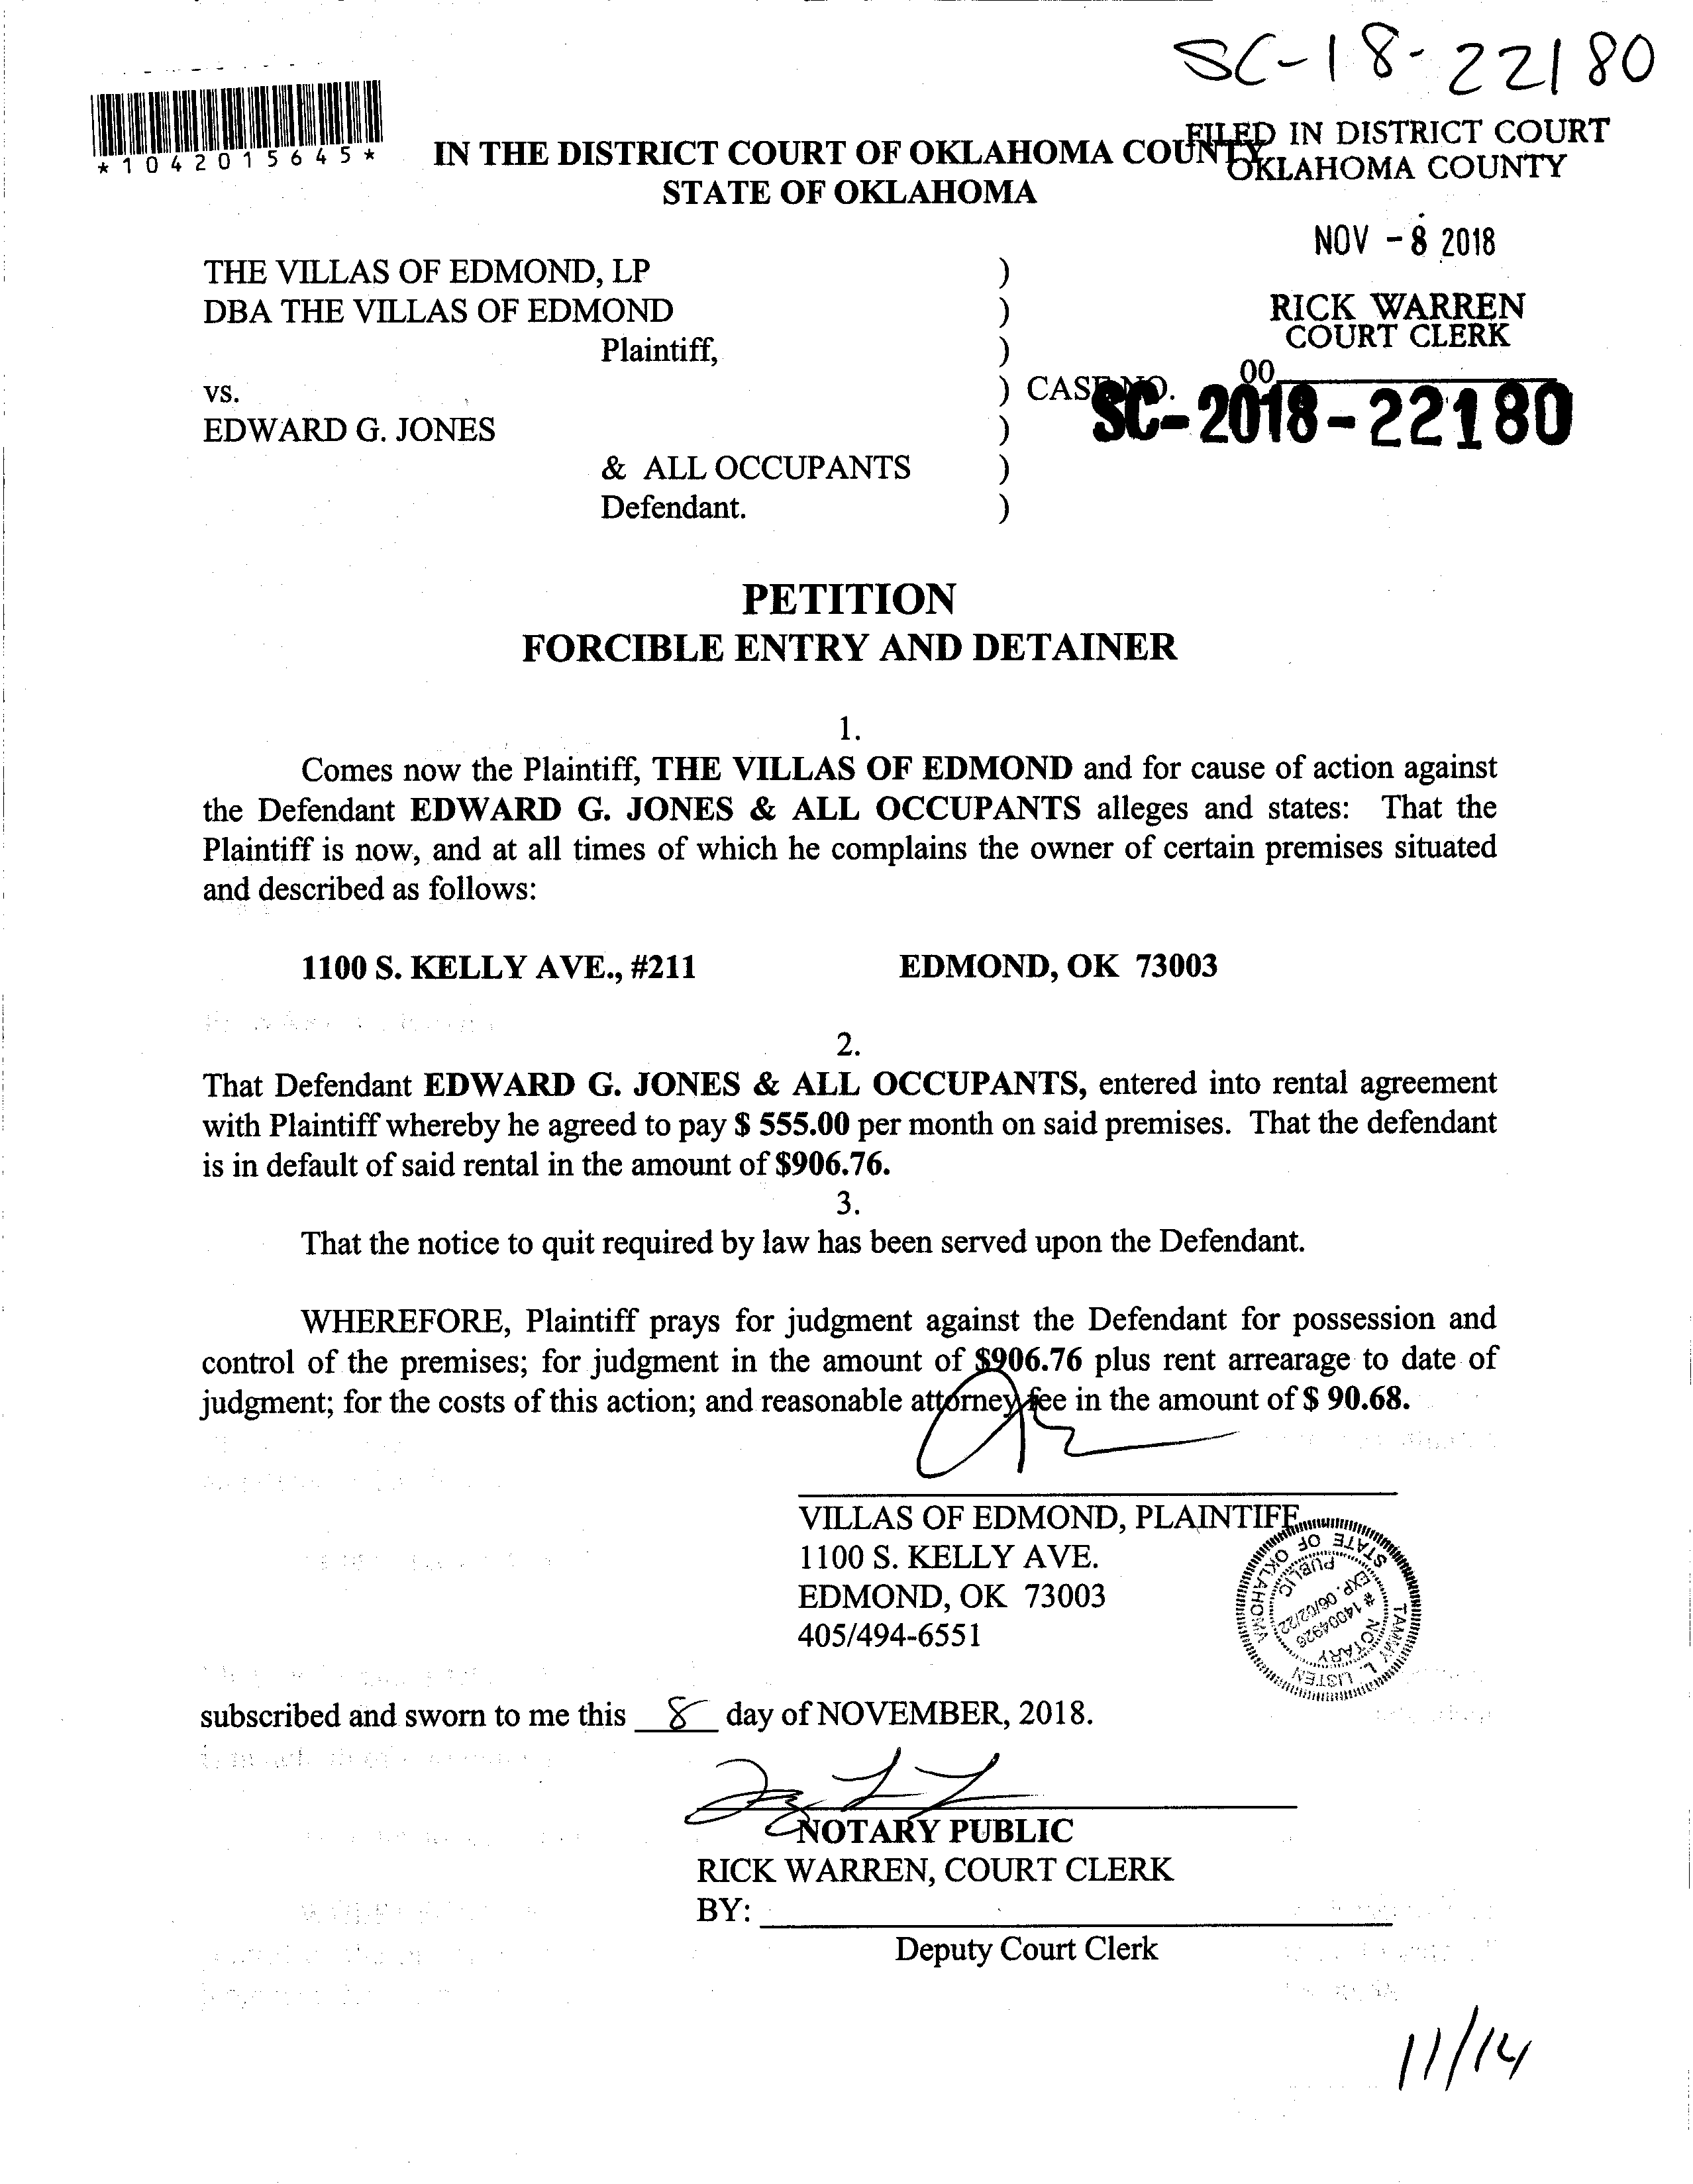 SC-18-22180
*1042015645*
IN THE DISTRICT COURT OF OKLAHOMA COUNTY
STATE OF OKLAHOMA
FILED IN DISTRICT COURT
OKLAHOMA COUNTY
NOV - 8 2018
RICK WARREN
COURT CLERK
00
THE VILLAS OF EDMOND, LP )
DBA THE VILLAS OF EDMOND )
Plaintiff, )
vs. ) CASE NO.
SC-2018-22180
EDWARD G. JONES )
& ALL OCCUPANTS )
Defendant. )
PETITION
FORCIBLE ENTRY AND DETAINER
1.
Comes now the Plaintiff, THE VILLAS OF EDMOND and for cause of action against
the Defendant EDWARD G. JONES & ALL OCCUPANTS alleges and states: That the
Plaintiff is now, and at all times of which he complains the owner of certain premises situated
and described as follows:
1100 S. KELLY AVE., #211 EDMOND, OK 73003
2.
That Defendant EDWARD G. JONES & ALL OCCUPANTS, entered into rental agreement
with Plaintiff whereby he agreed to pay $ 555.00 per month on said premises. That the defendant
is in default of said rental in the amount of $906.76.
3.
That the notice to quit required by law has been served upon the Defendant.
WHEREFORE, Plaintiff prays for judgment against the Defendant for possession and
control of the premises; for judgment in the amount of $906.76 plus rent arrearage to date of
judgment; for the costs of this action; and reasonable attorney fee in the amount of $ 90.68.
VILLAS OF EDMOND, PLAINTIFF
1100 S. KELLY AVE.
EDMOND, OK 73003
405/494-6551
TAMMY L. LISTEN
STATE OF OKLAHOMA
NOTARY
# 14004926
EXP. 06/02/22
PUBLIC
subscribed and sworn to me this 8 day of NOVEMBER, 2018.
NOTARY PUBLIC
RICK WARREN, COURT CLERK
BY:
Deputy Court Clerk
11/14